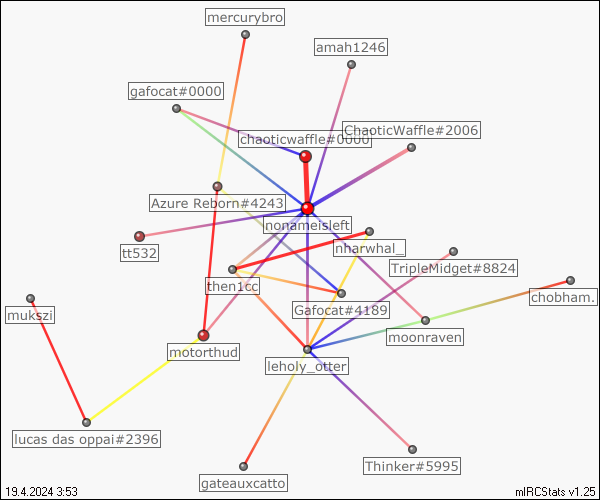 mercurybro
amah1246
gafocat#0000
ChaoticWaffle#2006
chaoticwaffle#0000
Azure Reborn#4243
nonameisleft
nharwhal_
tt532
TripleMidget#8824
then1cc
chobham.
Gafocat#4189
mukszi
moonraven
motorthud
leholy_otter
lucas das oppai#2396
Thinker#5995
gateauxcatto
19.4.2024 3:53
mIRCStats v1.25